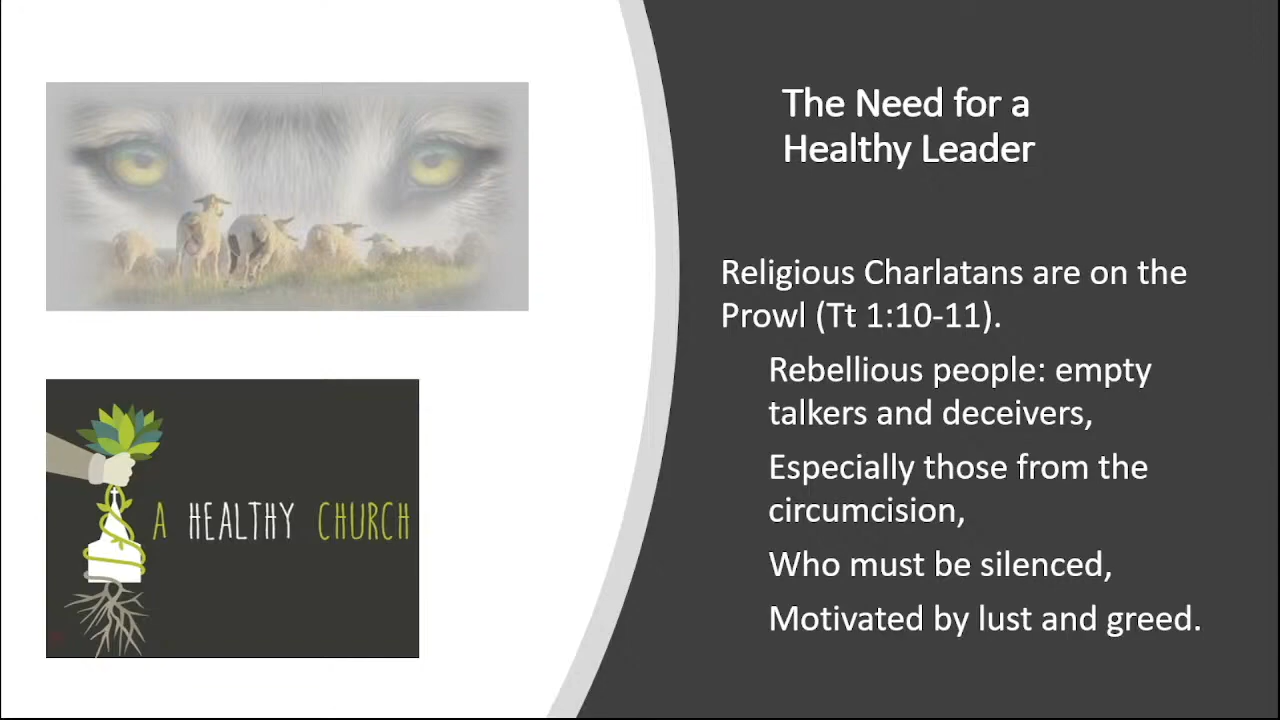 The Need for a
Healthy Leader
Religious Charlatans are on the
Prowl (Tt 1:10-11).
Rebellious people: empty
talkers and deceivers,
Especially those from the
circumcision,
Who must be silenced,
Motivated by lust and greed.
A HEALTHY CHURCH